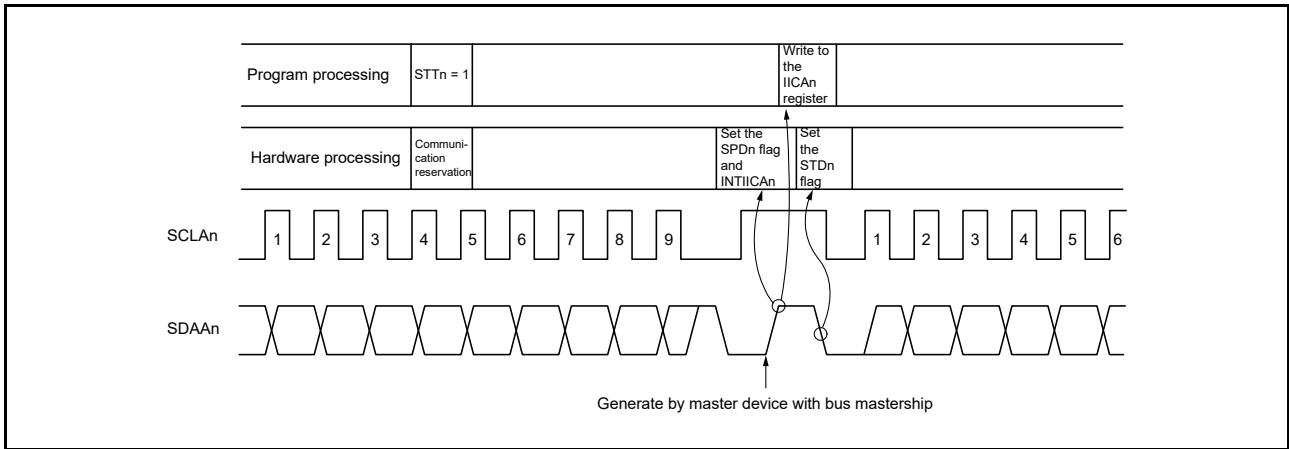 Program processing
STTn = 1
Write to
the
IICAn
register
Hardware processing
Communi-
cation
reservation
Set the
SPDn flag
and
INTIICAn
Set
the
STDn
flag
SCLAn
1 2 3 4 5 6 7 8 9 1 2 3 4 5 6
SDAAn
Generate by master device with bus mastership